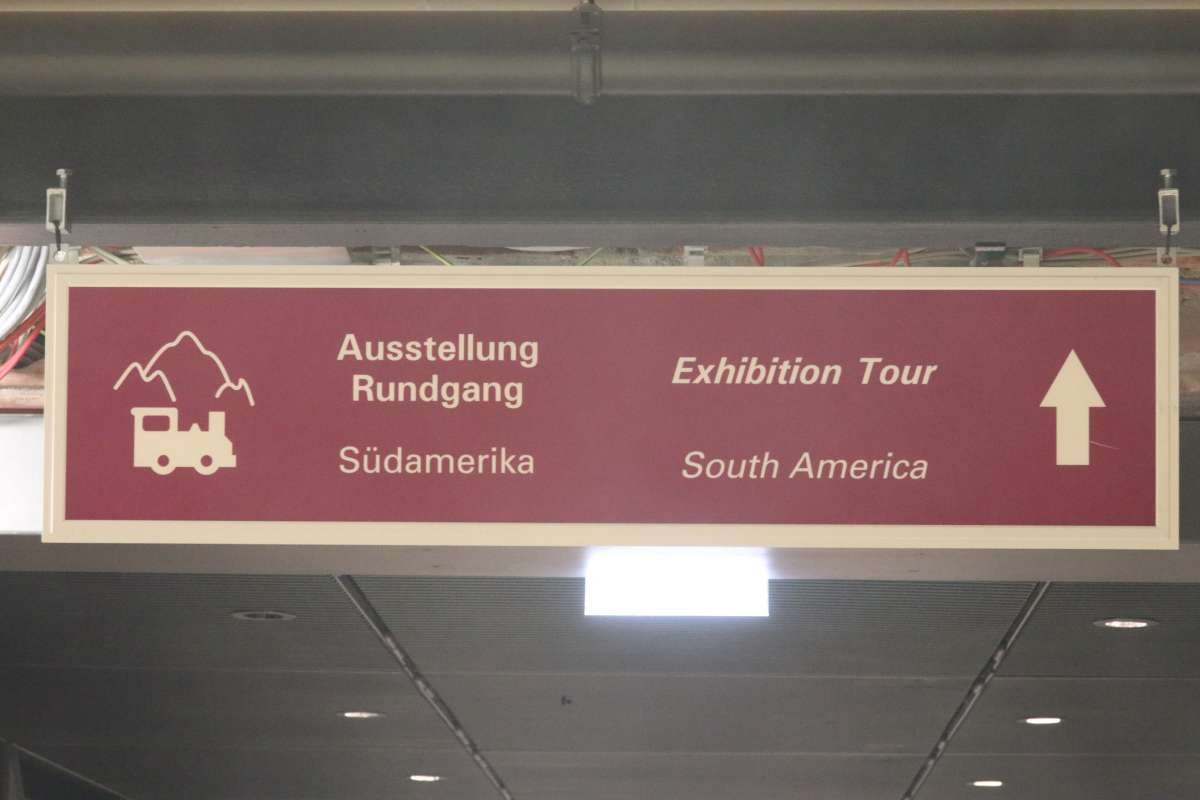 Ausstellung
Rundgang
Südamerika
Exhibition Tour
South America